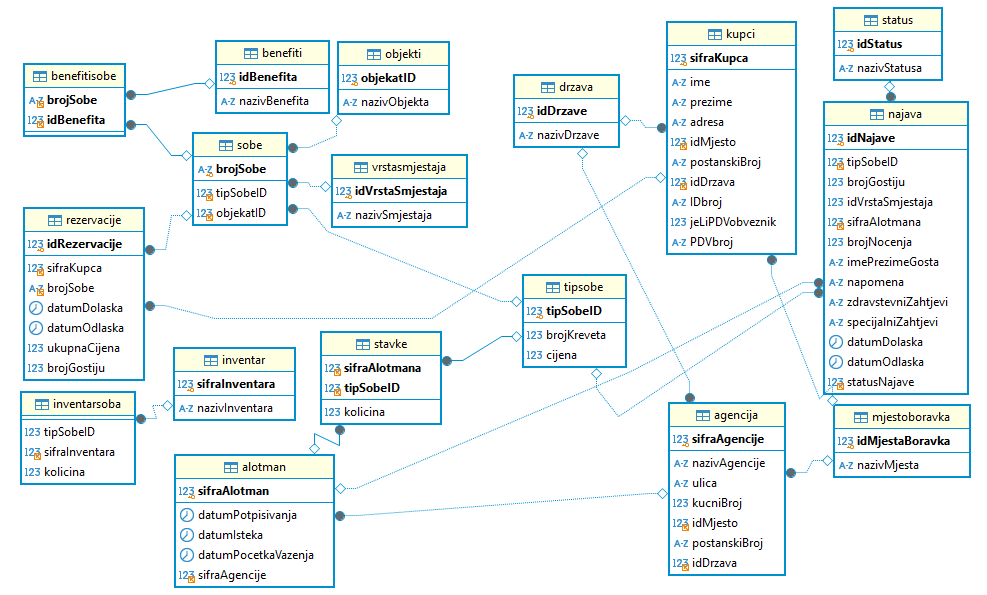 benefitisobe
A-Z brojSobe
123 idBenefita
benefiti
123 idBenefita
A-Z nazivBenefita
objekti
123 objekatID
A-Z nazivObjekta
sobe
A-Z brojSobe
123 tipSobeID
123 objekatID
vrstasmjestaja
123 idVrstaSmjestaja
A-Z nazivSmjestaja
drzava
123 idDrzave
A-Z nazivDrzave
kupci
123 sifraKupca
A-Z ime
A-Z prezime
A-Z adresa
123 idMjesto
A-Z postanskiBroj
123 idDrzava
A-Z IDbroj
123 jeLiPDVobveznik
A-Z PDVbroj
status
123 idStatus
A-Z nazivStatusa
najava
123 idNajave
123 tipSobeID
123 brojGostiju
123 idVrstaSmjestaja
123 sifraAlotmana
123 brojNocenja
A-Z imePrezimeGosta
A-Z napomena
A-Z zdravstevniZahtjevi
A-Z specijalniZahtjevi
datumDolaska
datumOdlaska
123 statusNajave
rezervacije
123 idRezervacije
123 sifraKupca
A-Z brojSobe
datumDolaska
datumOdlaska
123 ukupnaCijena
123 brojGostiju
tipsobe
123 tipSobeID
123 brojKreveta
123 cijena
stavke
123 sifraAlotmana
123 tipSobeID
123 kolicina
inventar
123 sifraInventara
A-Z nazivInventara
inventarsoba
123 tipSobeID
123 sifraInventara
123 kolicina
alotman
123 sifraAlotman
datumPotpisivanja
datumIsteka
datumPocetkaVazenja
123 sifraAgencije
agencija
123 sifraAgencije
A-Z nazivAgencije
A-Z ulica
123 kucniBroj
123 idMjesto
A-Z postanskiBroj
123 idDrzava
mjestoboravka
123 idMjestaBoravka
A-Z nazivMjesta